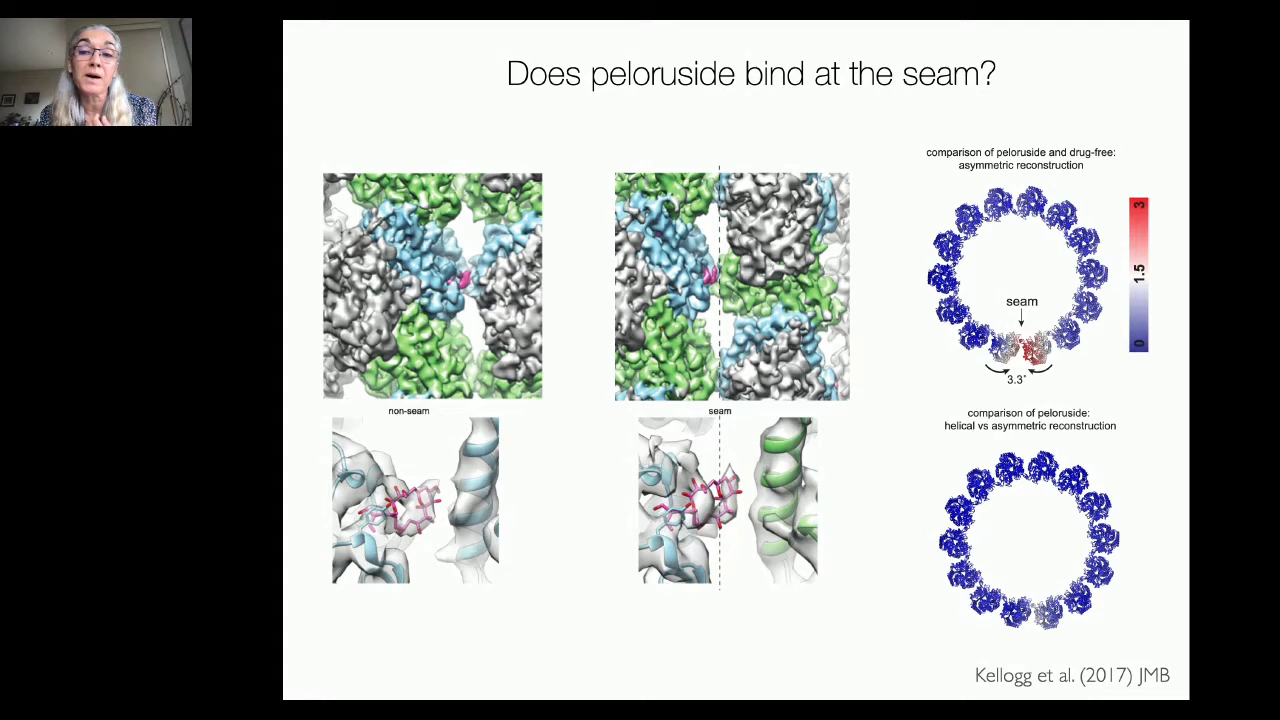 Does peloruside bind at the seam?
comparison of peloruside and drug-free:
asymmetric reconstruction
3
1.5
0
seam
3.3°
non-seam
seam
comparison of peloruside:
helical vs asymmetric reconstruction
Kellogg et al. (2017) JMB